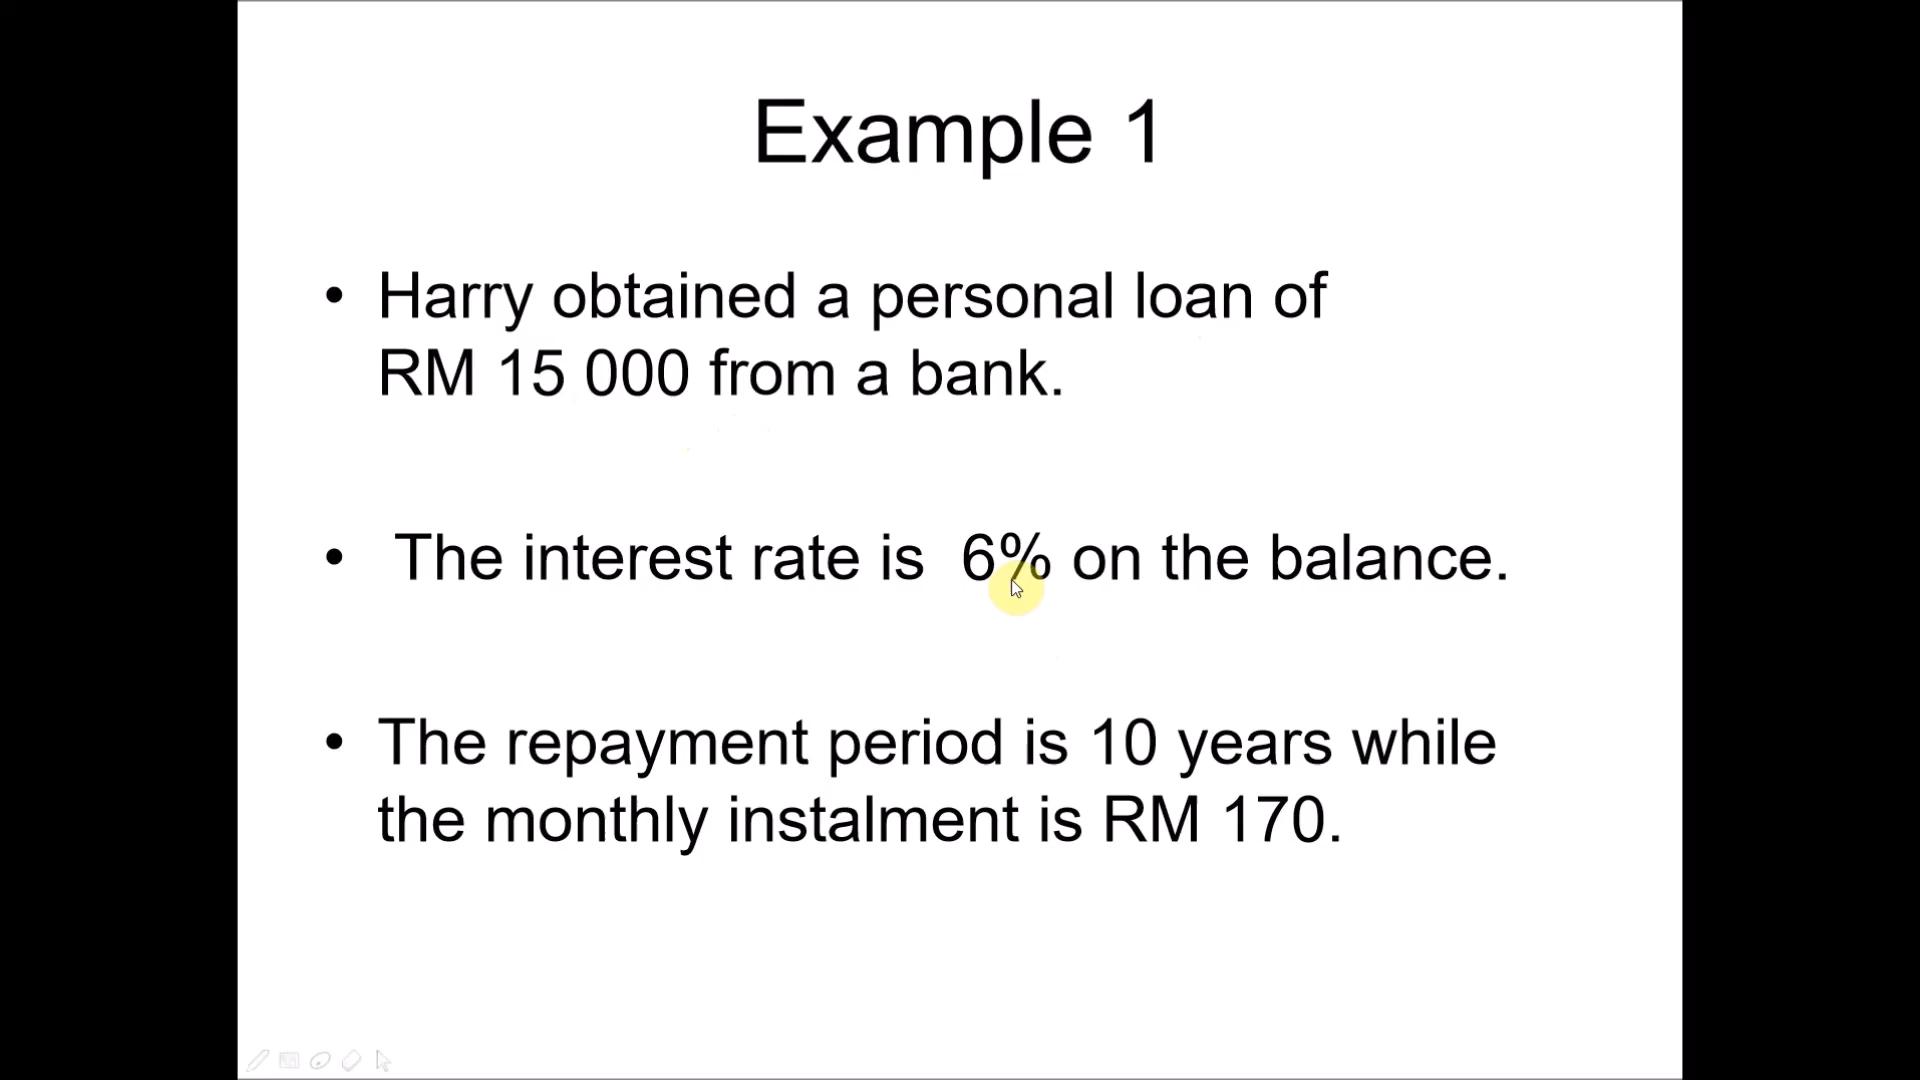 Example 1
• Harry obtained a personal loan of
RM 15 000 from a bank.
• The interest rate is 6% on the balance.
• The repayment period is 10 years while
the monthly instalment is RM 170.